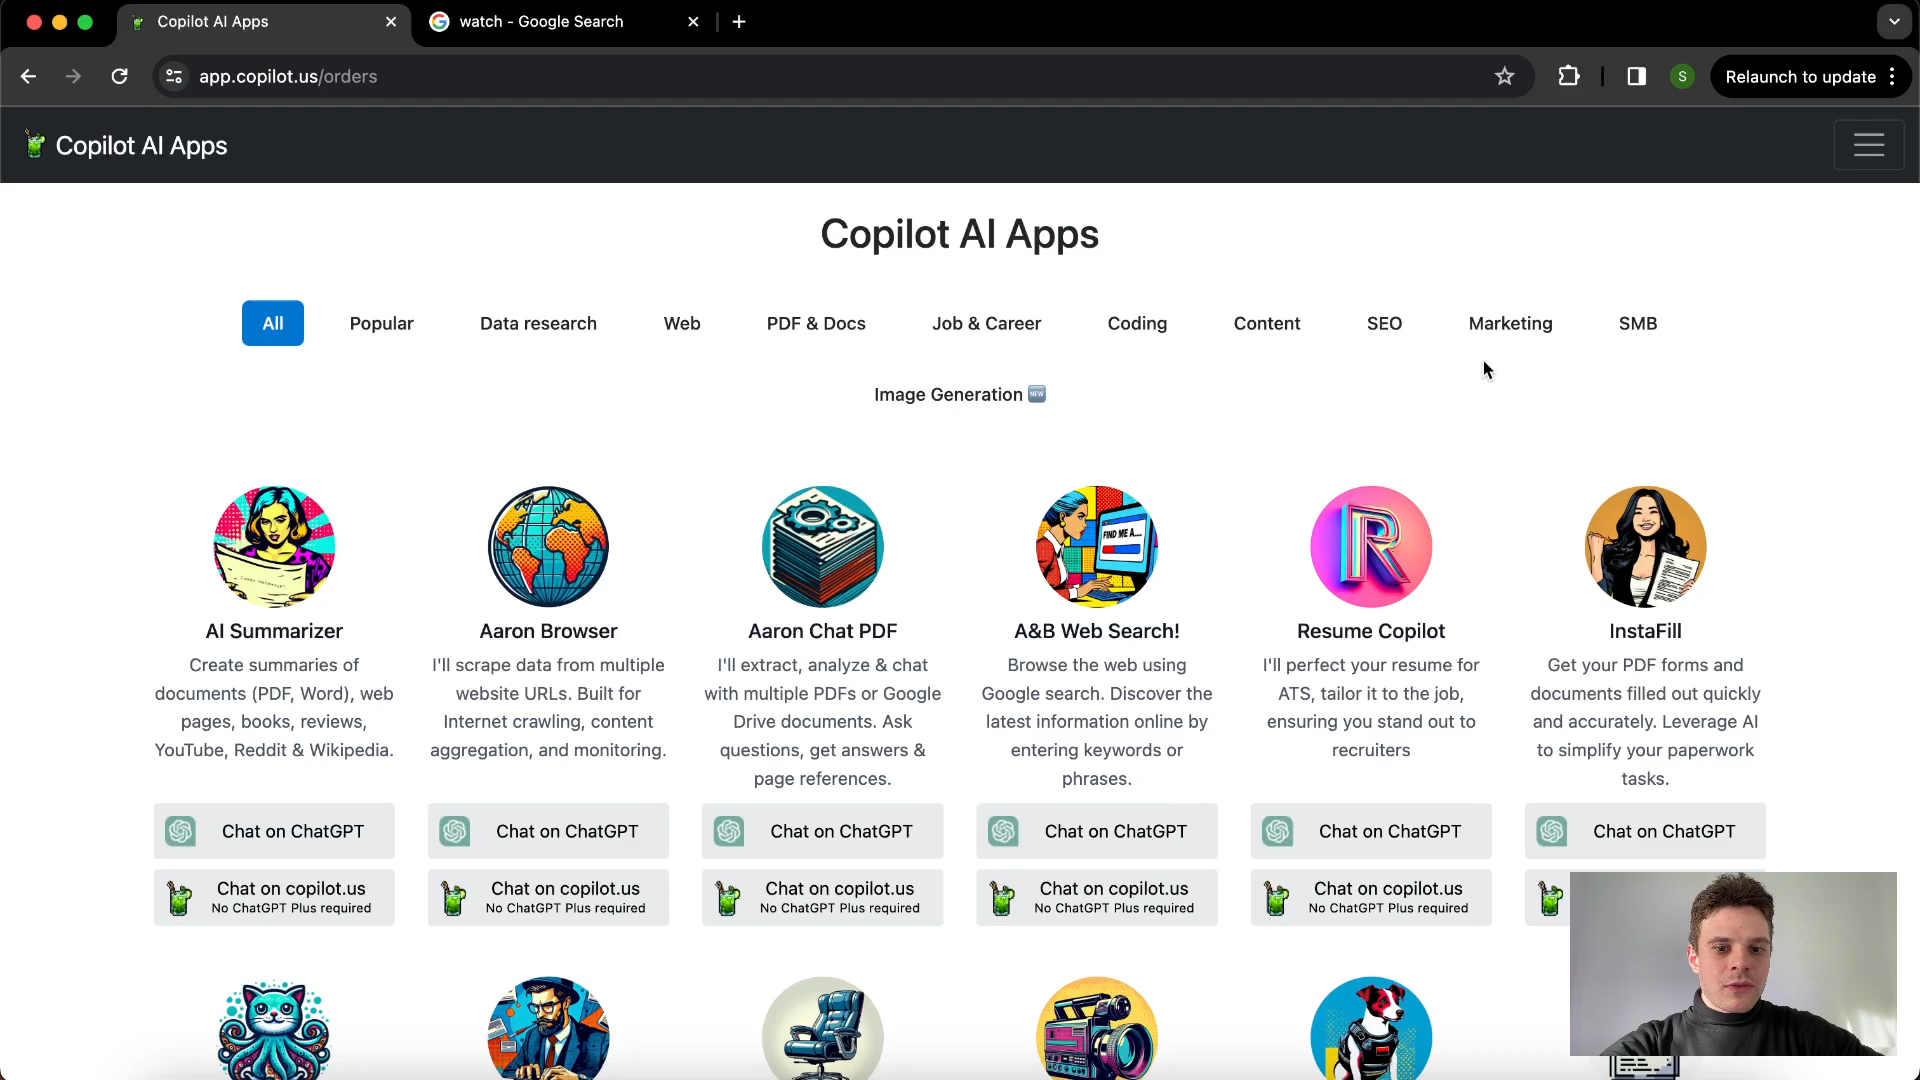 Copilot AI Apps
watch - Google Search
app.copilot.us/orders
S
Relaunch to update
Copilot AI Apps
Copilot AI Apps
All
Popular
Data research
Web
PDF & Docs
Job & Career
Coding
Content
SEO
Marketing
SMB
Image Generation
NEW
FIND ME A....
R
AI Summarizer
Create summaries of
documents (PDF, Word), web
pages, books, reviews,
YouTube, Reddit & Wikipedia.
Chat on ChatGPT
Chat on copilot.us
No ChatGPT Plus required
Aaron Browser
I'll scrape data from multiple
website URLs. Built for
Internet crawling, content
aggregation, and monitoring.
Chat on ChatGPT
Chat on copilot.us
No ChatGPT Plus required
Aaron Chat PDF
I'll extract, analyze & chat
with multiple PDFs or Google
Drive documents. Ask
questions, get answers &
page references.
Chat on ChatGPT
Chat on copilot.us
No ChatGPT Plus required
A&B Web Search!
Browse the web using
Google search. Discover the
latest information online by
entering keywords or
phrases.
Chat on ChatGPT
Chat on copilot.us
No ChatGPT Plus required
Resume Copilot
I'll perfect your resume for
ATS, tailor it to the job,
ensuring you stand out to
recruiters
Chat on ChatGPT
Chat on copilot.us
No ChatGPT Plus required
InstaFill
Get your PDF forms and
documents filled out quickly
and accurately. Leverage AI
to simplify your paperwork
tasks.
Chat on ChatGPT